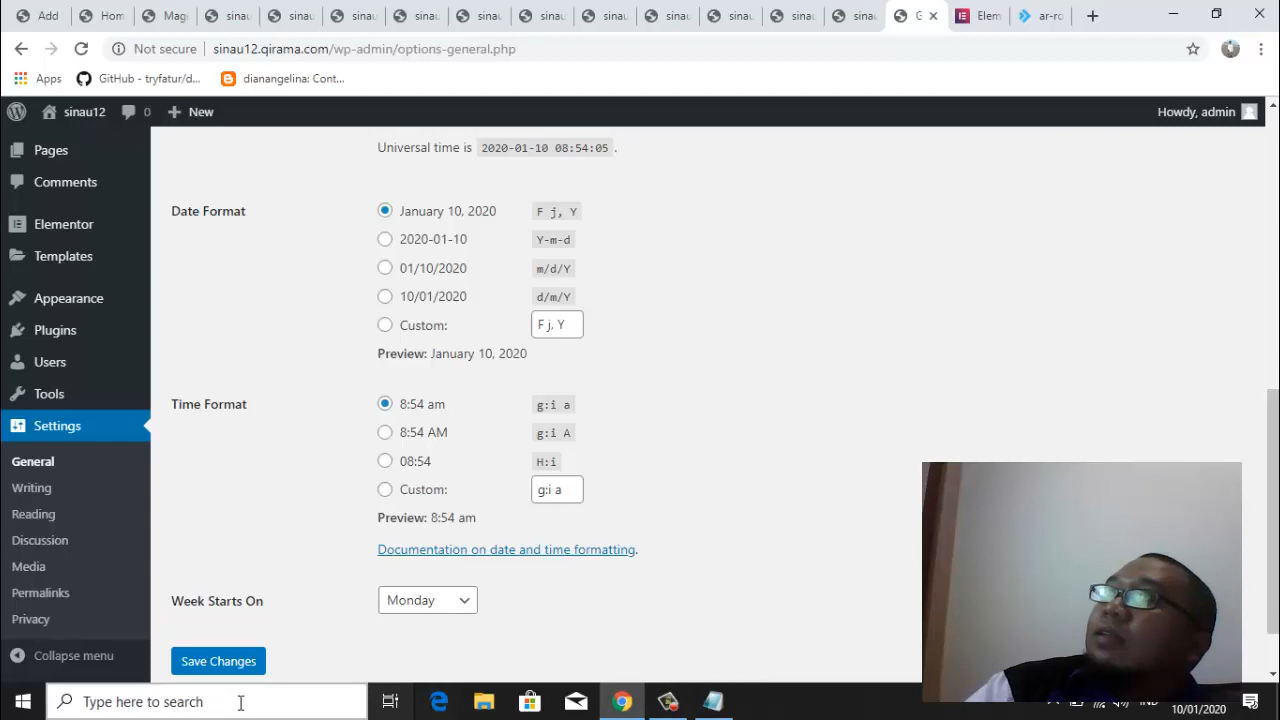 Add
Hom
Mag
sinau
sinau
sinau
sinau
sinau
sinau
sinau
sinau
sinau
sinau
sinau
G
Elem
ar-ro
Not secure
sinau12.qirama.com/wp-admin/options-general.php
Apps
GitHub - tryfatur/d...
dianangelina: Cont...
sinau12
0
New
Howdy, admin
Pages
Comments
Elementor
Templates
Appearance
Plugins
Users
Tools
Settings
General
Writing
Reading
Discussion
Media
Permalinks
Privacy
Collapse menu
Universal time is 2020-01-10 08:54:05 .
Date Format
January 10, 2020 F j, Y
2020-01-10 Y-m-d
01/10/2020 m/d/Y
10/01/2020 d/m/Y
Custom: F j, Y
Preview: January 10, 2020
Time Format
8:54 am g:i a
8:54 AM g:i A
08:54 H:i
Custom: g:i a
Preview: 8:54 am
Documentation on date and time formatting.
Week Starts On
Monday
Save Changes
Type here to search
IND
10/01/2020